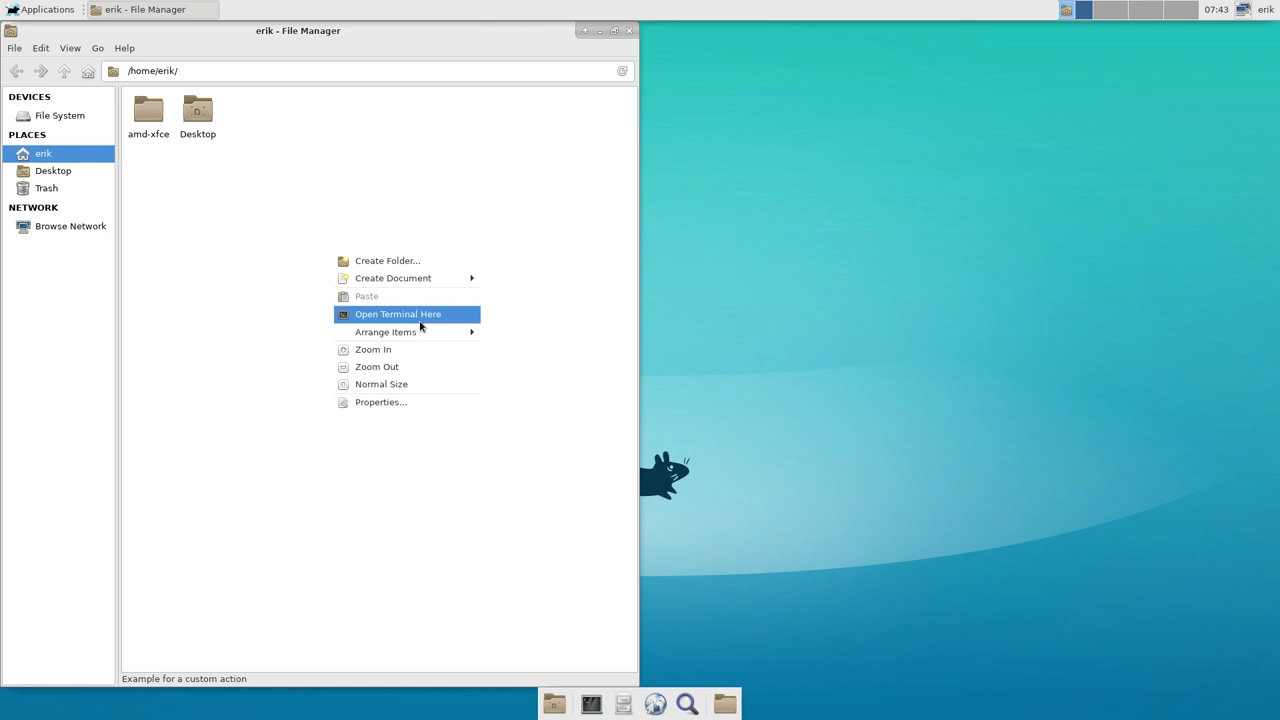 Applications
erik - File Manager
07:43
erik
erik - File Manager
File
Edit
View
Go
Help
/home/erik/
DEVICES
File System
PLACES
erik
Desktop
Trash
NETWORK
Browse Network
amd-xfce
Desktop
Create Folder...
Create Document
Paste
Open Terminal Here
Arrange Items
Zoom In
Zoom Out
Normal Size
Properties...
Example for a custom action